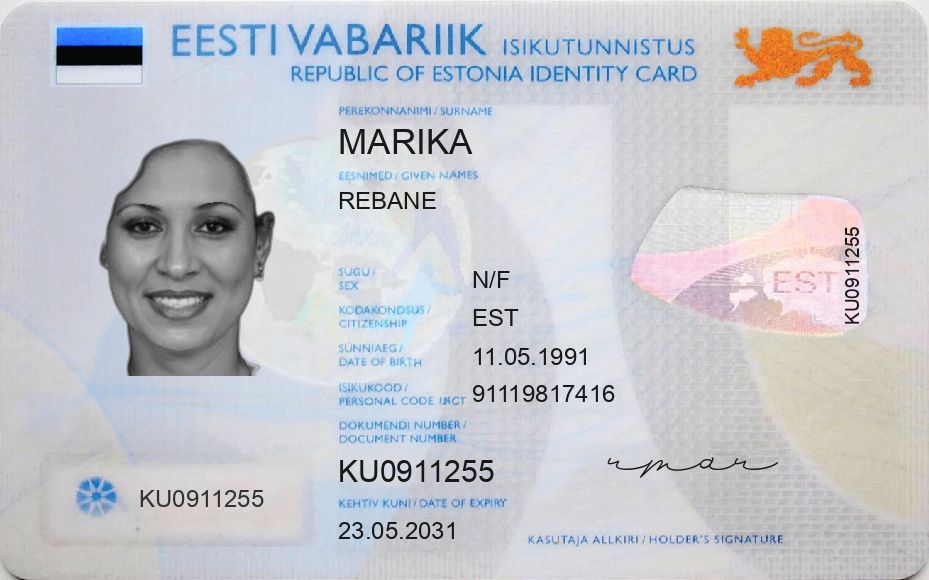 EESTI VABARIIK ISIKUTUNNISTUS
REPUBLIC OF ESTONIA IDENTITY CARD
PEREKONNANIMI / SURNAME
MARIKA
EESNIMED / GIVEN NAMES
REBANE
SUGU /
SEX
N/F
KODAKONDSUS /
CITIZENSHIP
EST
SÜNNIAEG /
DATE OF BIRTH
11.05.1991
ISIKUKOOD /
PERSONAL CODE
91119817416
DOKUMENDI NUMBER /
DOCUMENT NUMBER
KU0911255
KEHTIV KUNI / DATE OF EXPIRY
23.05.2031
KU0911255
EST
KU0911255
KASUTAJA ALLKIRI / HOLDER'S SIGNATURE